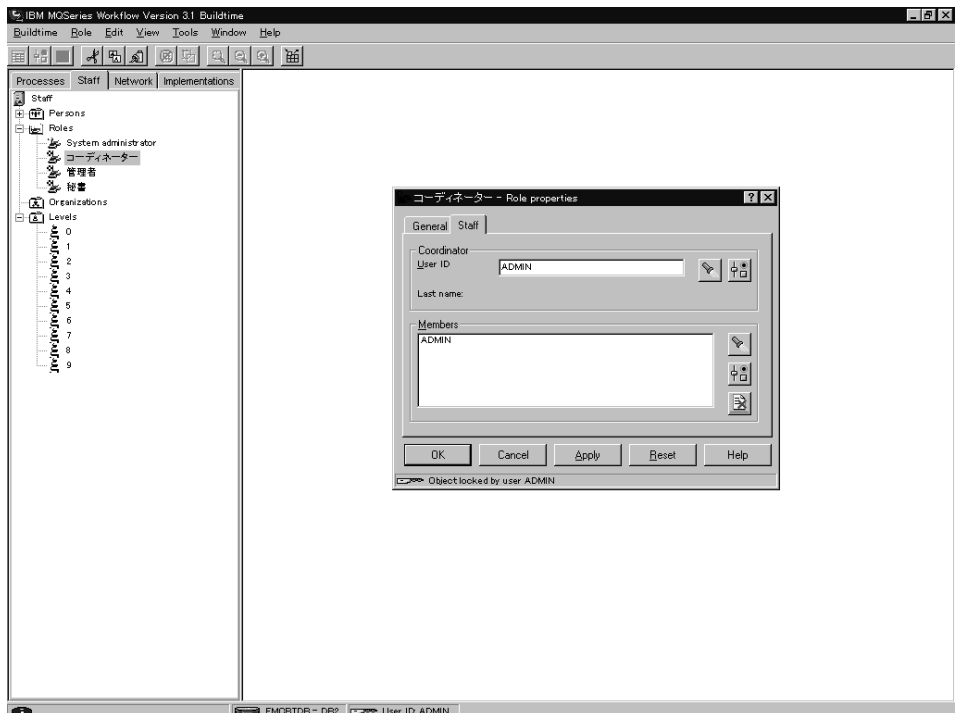 IBM MQSeries Workflow Version 3.1 Buildtime
Buildtime Role Edit View Tools Window Help
Processes Staff Network Implementations
Staff
Persons
Roles
System administrator
コーディネーター
管理者
秘書
Organizations
Levels
0
1
2
3
4
5
6
7
8
9
コーディネーター - Role properties
General Staff
Coordinator
User ID ADMIN
Last name:
Members
ADMIN
OK Cancel Apply Reset Help
Object locked by user ADMIN
FMCBTDB - DB2 User ID: ADMIN